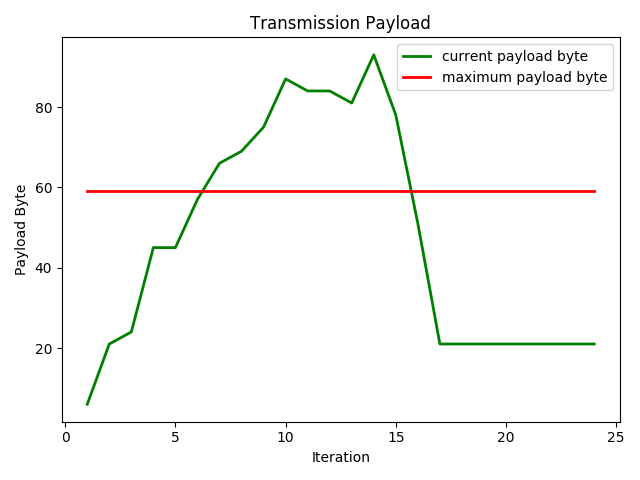 Transmission Payload
current payload byte
maximum payload byte
Payload Byte
80
60
40
20
0
5
10
15
20
25
Iteration